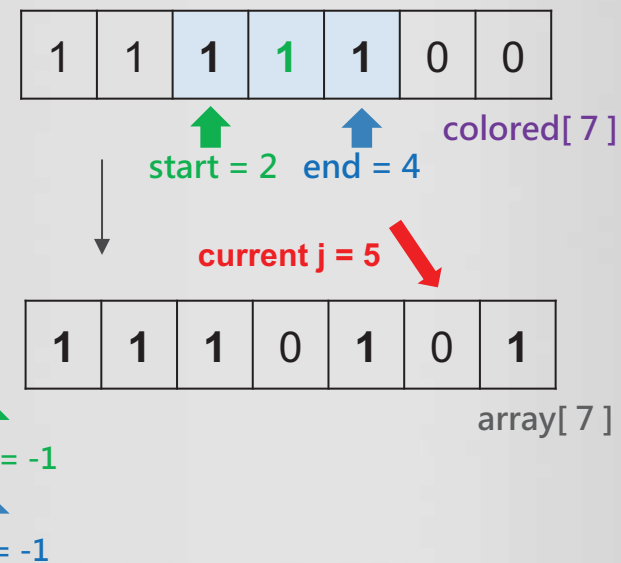 1 1 1 1 1 0 0
colored[ 7 ]
start = 2 end = 4
current j = 5
1 1 1 0 1 0 1
array[ 7 ]
= -1
= -1